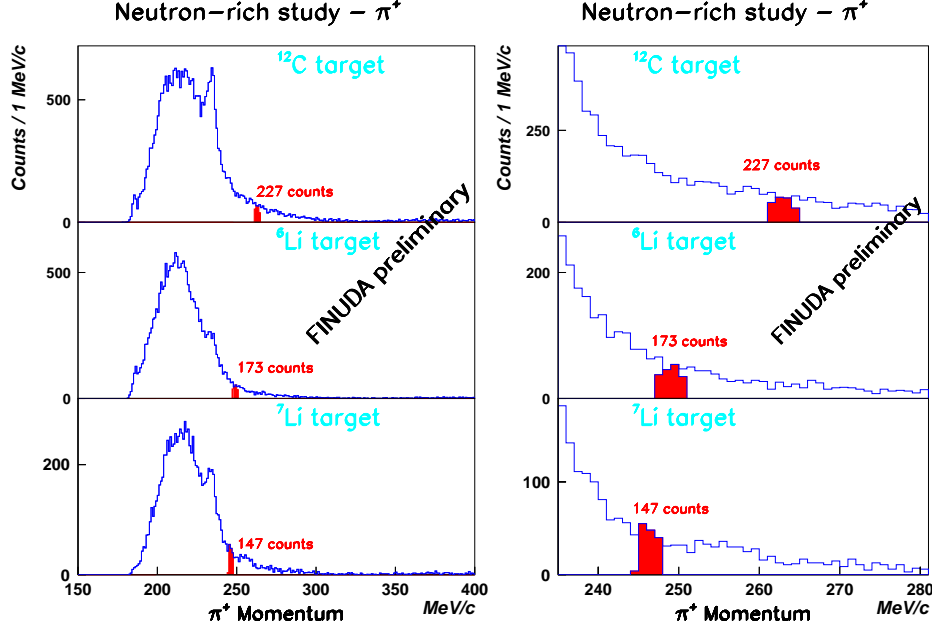 Neutron-rich study - π⁺
Neutron-rich study - π⁺
Counts / 1 MeV/c
500
0
¹²C target
227 counts
500
0
⁶Li target
173 counts
FINUDA preliminary
200
0
⁷Li target
147 counts
150
200
250
300
350
400
π⁺ Momentum
MeV/c
Counts / 1 MeV/c
250
0
¹²C target
227 counts
200
0
⁶Li target
173 counts
FINUDA preliminary
100
0
⁷Li target
147 counts
240
250
260
270
280
π⁺ Momentum
MeV/c